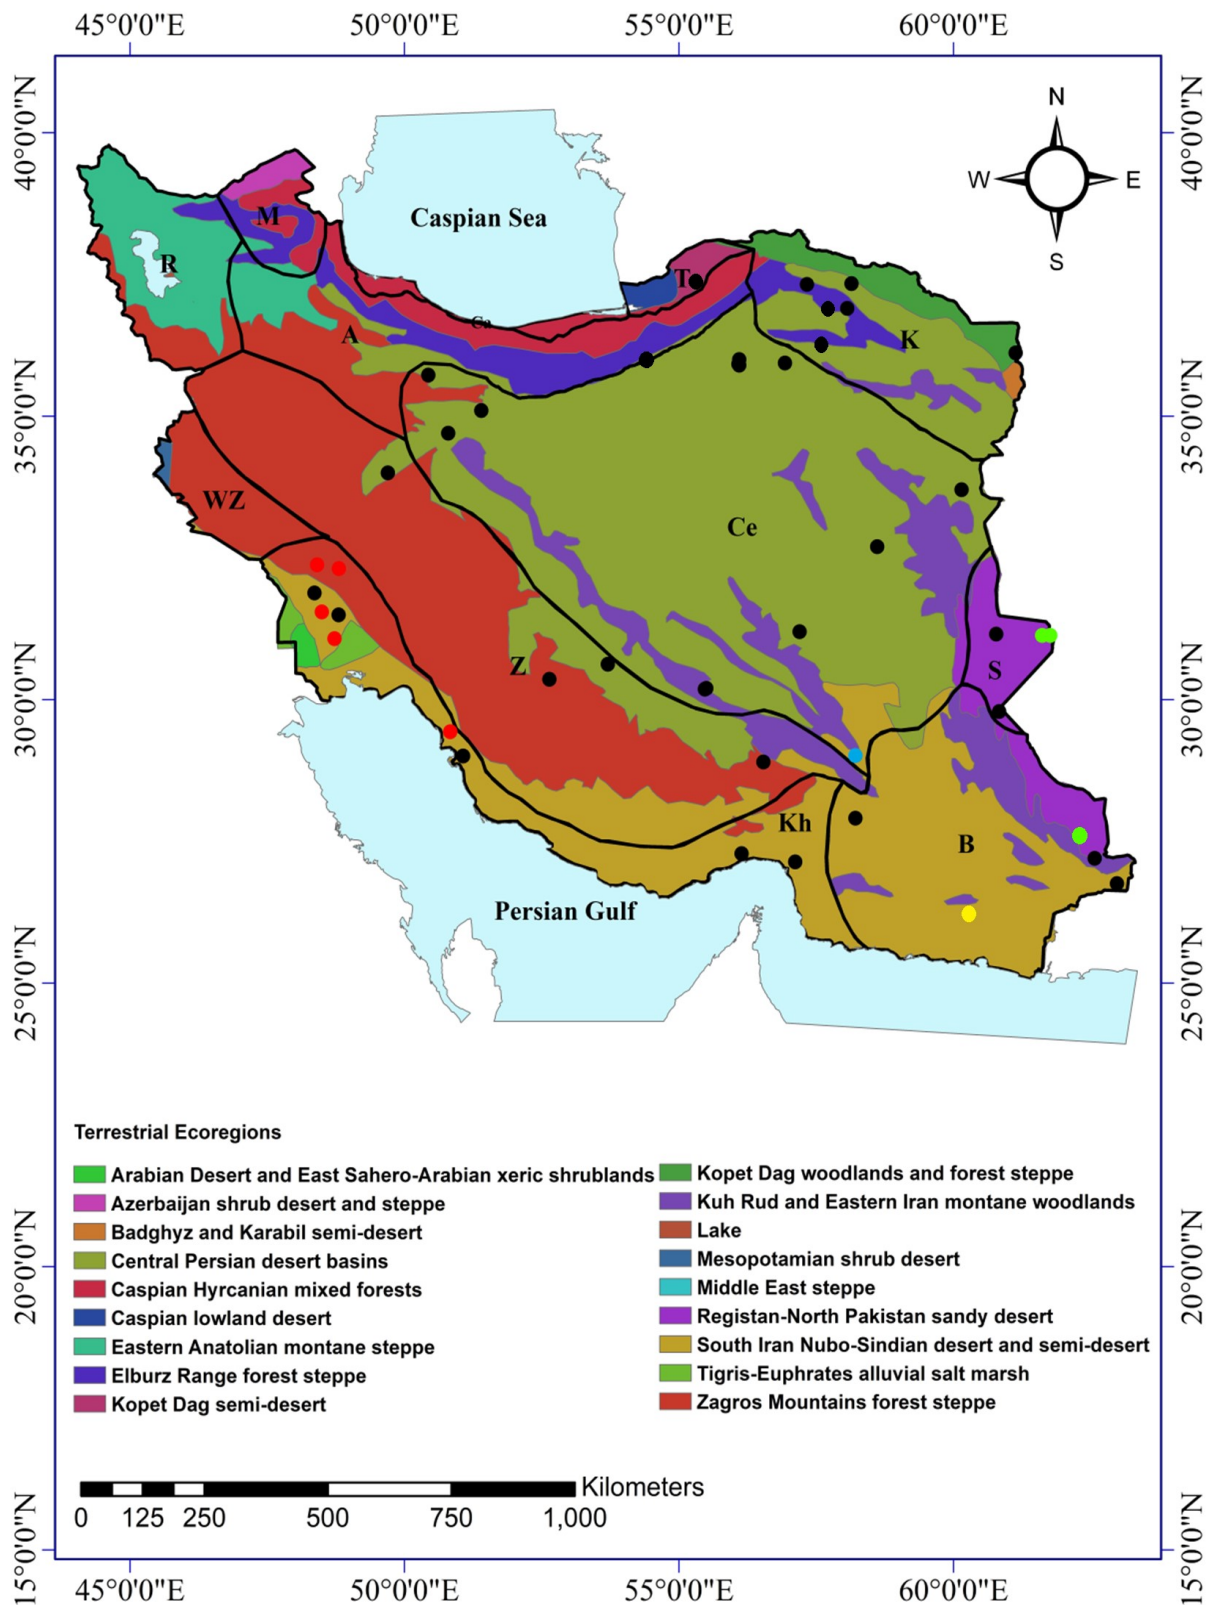 45°0'0"E 50°0'0"E 55°0'0"E 60°0'0"E
40°0'0"N
35°0'0"N
30°0'0"N
25°0'0"N
20°0'0"N
15°0'0"N
40°0'0"N
35°0'0"N
30°0'0"N
25°0'0"N
20°0'0"N
15°0'0"N
N
W E
S
Caspian Sea
M
R
T
Ca
A
K
WZ
Ce
Z
S
Kh
B
Persian Gulf
Terrestrial Ecoregions
Arabian Desert and East Sahero-Arabian xeric shrublands
Azerbaijan shrub desert and steppe
Badghyz and Karabil semi-desert
Central Persian desert basins
Caspian Hyrcanian mixed forests
Caspian lowland desert
Eastern Anatolian montane steppe
Elburz Range forest steppe
Kopet Dag semi-desert
Kopet Dag woodlands and forest steppe
Kuh Rud and Eastern Iran montane woodlands
Lake
Mesopotamian shrub desert
Middle East steppe
Registan-North Pakistan sandy desert
South Iran Nubo-Sindian desert and semi-desert
Tigris-Euphrates alluvial salt marsh
Zagros Mountains forest steppe
Kilometers
0 125 250 500 750 1,000
45°0'0"E 50°0'0"E 55°0'0"E 60°0'0"E